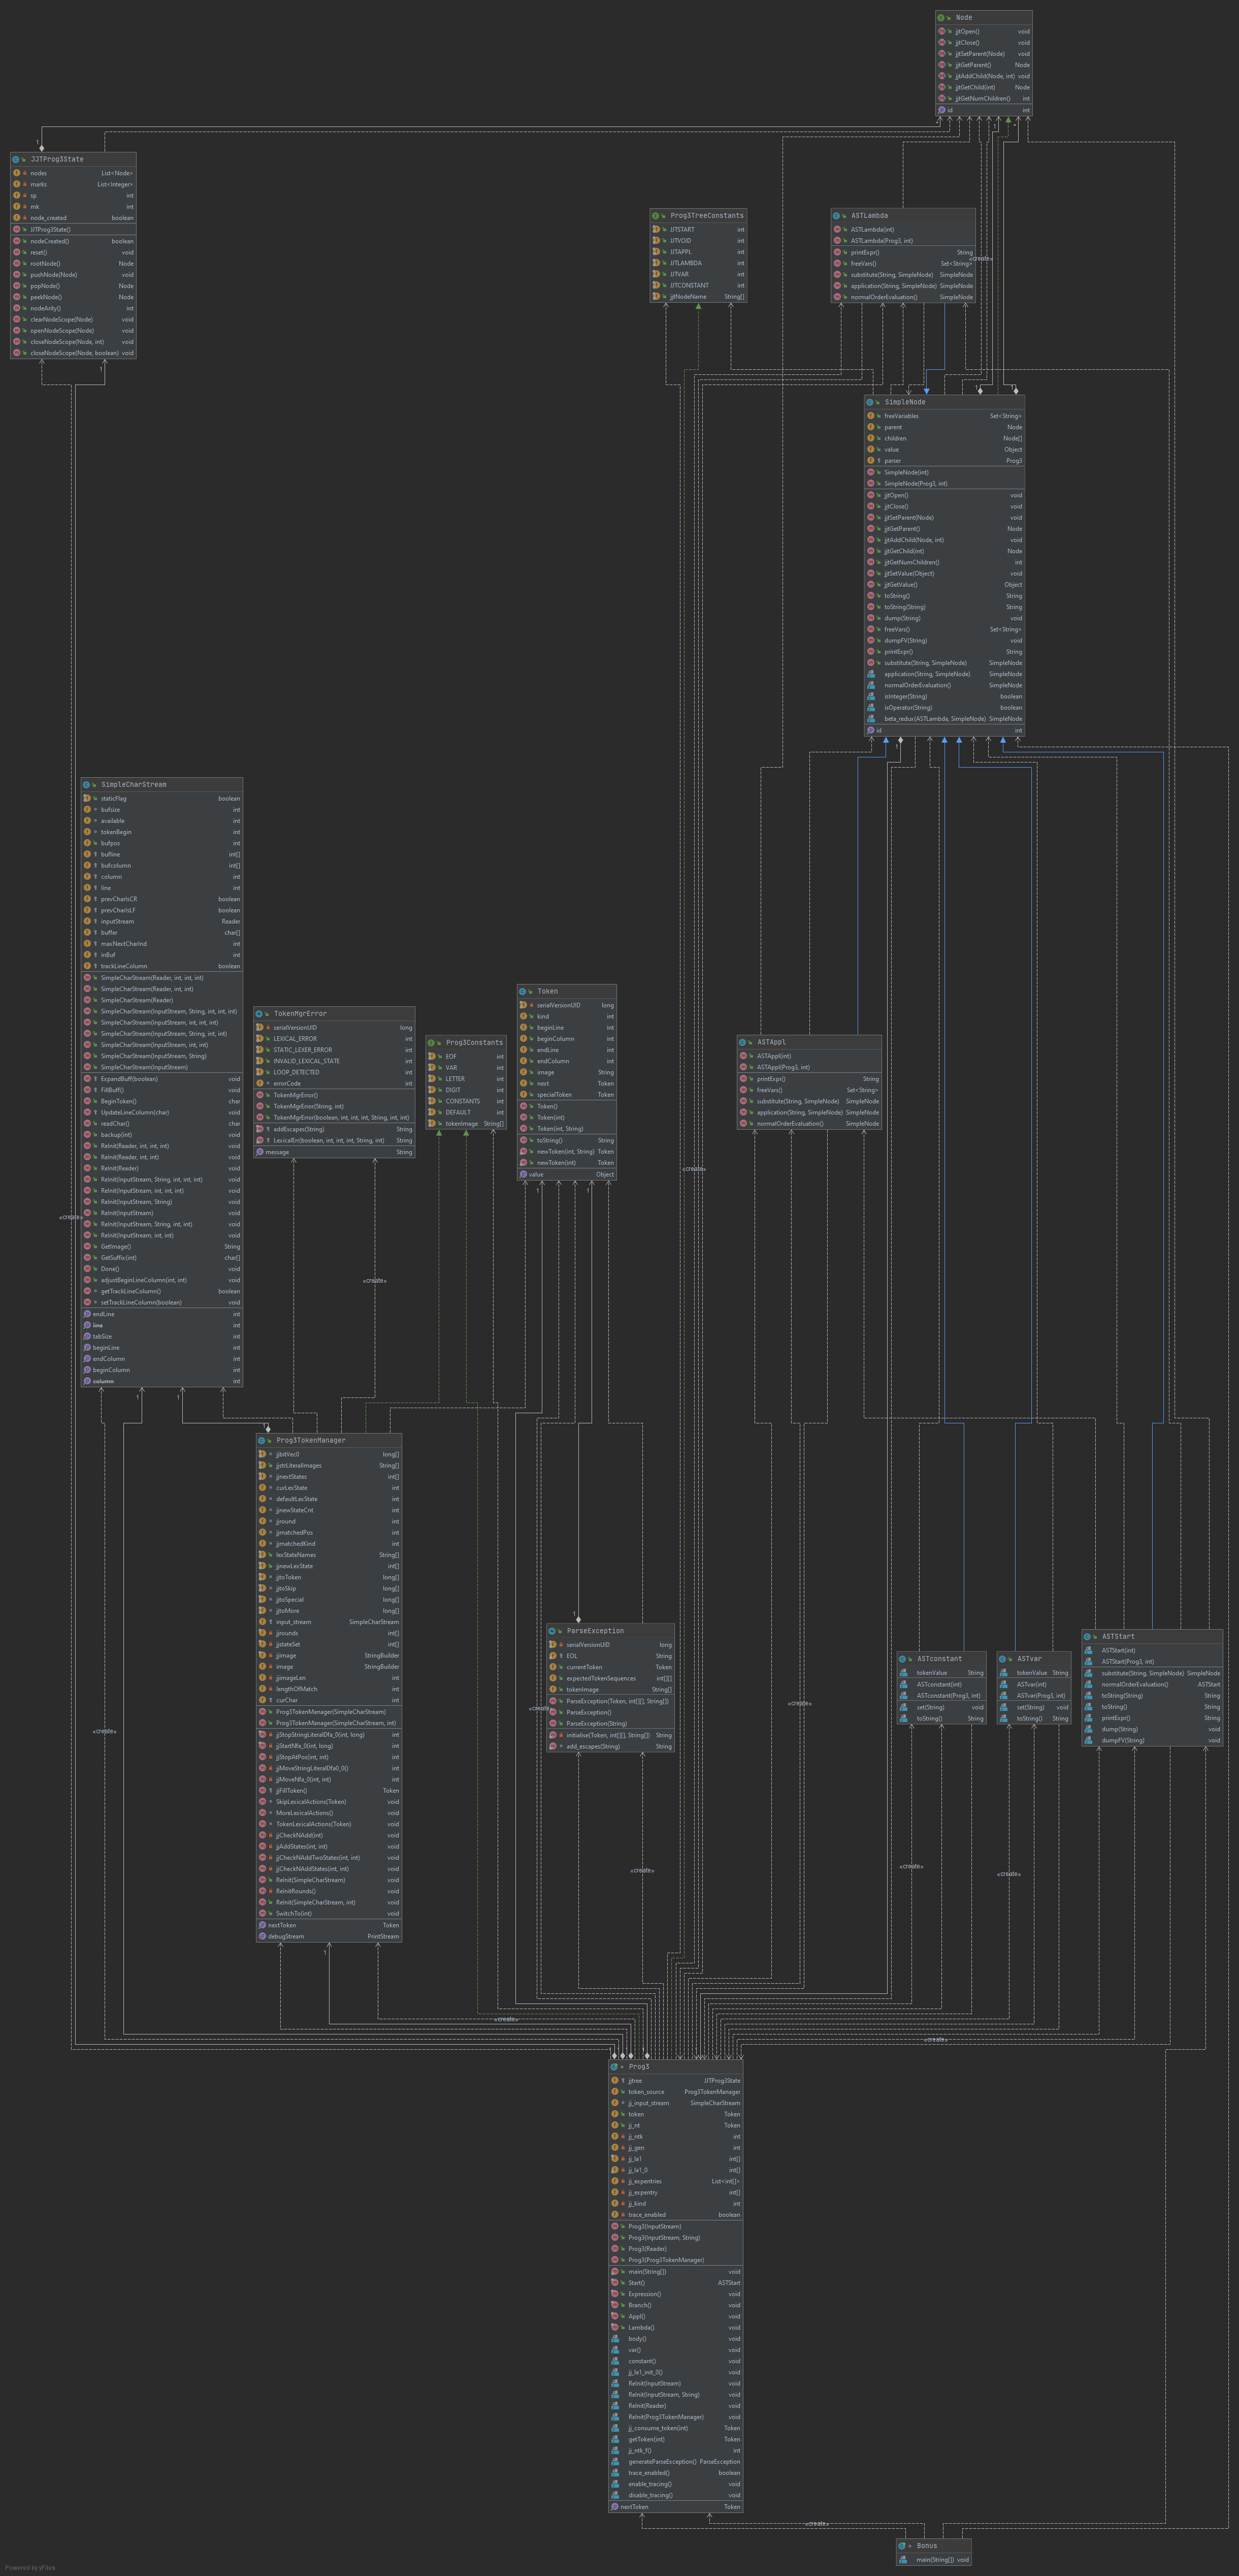 Node
jjtOpen() void
jjtClose() void
jjtSetParent(Node) void
jjtGetParent() Node
jjtAddChild(Node, int) void
jjtGetChild(int) Node
jjtGetNumChildren() int
id int
JJTProg3State
nodes List<Node>
marks List<Integer>
sp int
mk int
node_created boolean
JJTProg3State()
nodeCreated() boolean
reset() void
rootNode() Node
pushNode(Node) void
popNode() Node
peekNode() Node
nodeArity() int
clearNodeScope(Node) void
openNodeScope(Node) void
closeNodeScope(Node, int) void
closeNodeScope(Node, boolean) void
Prog3TreeConstants
JJTSTART int
JJTVOID int
JJTAPPL int
JJTLAMBDA int
JJTVAR int
JJTCONSTANT int
jjtNodeName String[]
ASTLambda
ASTLambda(int)
ASTLambda(Prog3, int)
printExpr() String
freeVars() Set<String>
substitute(String, SimpleNode) SimpleNode
application(String, SimpleNode) SimpleNode
normalOrderEvaluation() SimpleNode
«create»
SimpleNode
freeVariables Set<String>
parent Node
children Node[]
value Object
parser Prog3
SimpleNode(int)
SimpleNode(Prog3, int)
jjtOpen() void
jjtClose() void
jjtSetParent(Node) void
jjtGetParent() Node
jjtAddChild(Node, int) void
jjtGetChild(int) Node
jjtGetNumChildren() int
jjtSetValue(Object) void
jjtGetValue() Object
toString() String
toString(String) String
dump(String) void
freeVars() Set<String>
dumpFV(String) void
printExpr() String
substitute(String, SimpleNode) SimpleNode
application(String, SimpleNode) SimpleNode
normalOrderEvaluation() SimpleNode
isInteger(String) boolean
isOperator(String) boolean
beta_redux(ASTLambda, SimpleNode) SimpleNode
id int
SimpleCharStream
staticFlag boolean
bufsize int
available int
tokenBegin int
bufpos int
bufline int[]
bufcolumn int[]
column int
line int
prevCharIsCR boolean
prevCharIsLF boolean
inputStream Reader
buffer char[]
maxNextCharInd int
inBuf int
trackLineColumn boolean
SimpleCharStream(Reader, int, int, int)
SimpleCharStream(Reader, int, int)
SimpleCharStream(Reader)
SimpleCharStream(InputStream, String, int, int, int)
SimpleCharStream(InputStream, int, int, int)
SimpleCharStream(InputStream, String, int, int)
SimpleCharStream(InputStream, int, int)
SimpleCharStream(InputStream, String)
SimpleCharStream(InputStream)
ExpandBuff(boolean) void
FillBuff() void
BeginToken() char
UpdateLineColumn(char) void
readChar() char
backup(int) void
ReInit(Reader, int, int, int) void
ReInit(Reader, int, int) void
ReInit(Reader) void
ReInit(InputStream, String, int, int, int) void
ReInit(InputStream, int, int, int) void
ReInit(InputStream, String) void
ReInit(InputStream) void
ReInit(InputStream, String, int, int) void
ReInit(InputStream, int, int) void
GetImage() String
GetSuffix(int) char[]
Done() void
adjustBeginLineColumn(int, int) void
getTrackLineColumn() boolean
setTrackLineColumn(boolean) void
endLine int
line int
tabSize int
beginLine int
endColumn int
beginColumn int
column int
«create»
TokenMgrError
serialVersionUID long
LEXICAL_ERROR int
STATIC_LEXER_ERROR int
INVALID_LEXICAL_STATE int
LOOP_DETECTED int
errorCode int
TokenMgrError()
TokenMgrError(String, int)
TokenMgrError(boolean, int, int, int, String, int, int)
addEscapes(String) String
LexicalErr(boolean, int, int, int, String, int) String
message String
Prog3Constants
EOF int
VAR int
LETTER int
DIGIT int
CONSTANTS int
DEFAULT int
tokenImage String[]
Token
serialVersionUID long
kind int
beginLine int
beginColumn int
endLine int
endColumn int
image String
next Token
specialToken Token
Token()
Token(int)
Token(int, String)
toString() String
newToken(int, String) Token
newToken(int) Token
value Object
ASTAppl
ASTAppl(int)
ASTAppl(Prog3, int)
printExpr() String
freeVars() Set<String>
substitute(String, SimpleNode) SimpleNode
application(String, SimpleNode) SimpleNode
normalOrderEvaluation() SimpleNode
«create»
«create»
Prog3TokenManager
jjbitVec0 long[]
jjstrLiteralImages String[]
jjnextStates int[]
curLexState int
defaultLexState int
jjnewStateCnt int
jjround int
jjmatchedPos int
jjmatchedKind int
lexStateNames String[]
jjnewLexState int[]
jjtoToken long[]
jjtoSkip long[]
jjtoSpecial long[]
jjtoMore long[]
input_stream SimpleCharStream
jjrounds int[]
jjstateSet int[]
jjimage StringBuilder
image StringBuilder
jjimageLen int
lengthOfMatch int
curChar int
Prog3TokenManager(SimpleCharStream)
Prog3TokenManager(SimpleCharStream, int)
jjStopStringLiteralDfa_0(int, long) int
jjStartNfa_0(int, long) int
jjStopAtPos(int, int) int
jjMoveStringLiteralDfa0_0() int
jjMoveNfa_0(int, int) int
jjFillToken() Token
SkipLexicalActions(Token) void
MoreLexicalActions() void
TokenLexicalActions(Token) void
jjCheckNAdd(int) void
jjAddStates(int, int) void
jjCheckNAddTwoStates(int, int) void
jjCheckNAddStates(int, int) void
ReInit(SimpleCharStream) void
ReInitRounds() void
ReInit(SimpleCharStream, int) void
SwitchTo(int) void
nextToken Token
debugStream PrintStream
«create»
ParseException
serialVersionUID long
EOL String
currentToken Token
expectedTokenSequences int[][]
tokenImage String[]
ParseException(Token, int[][], String[])
ParseException()
ParseException(String)
initialise(Token, int[][], String[]) String
add_escapes(String) String
«create»
«create»
ASTconstant
tokenValue String
ASTconstant(int)
ASTconstant(Prog3, int)
set(String) void
toString() String
ASTvar
tokenValue String
ASTvar(int)
ASTvar(Prog3, int)
set(String) void
toString() String
ASTStart
ASTStart(int)
ASTStart(Prog3, int)
substitute(String, SimpleNode) SimpleNode
normalOrderEvaluation() ASTStart
toString(String) String
toString() String
printExpr() String
dump(String) void
dumpFV(String) void
«create»
«create»
«create»
«create»
«create»
Prog3
jjtree JJTProg3State
token_source Prog3TokenManager
jj_input_stream SimpleCharStream
token Token
jj_nt Token
jj_ntk int
jj_gen int
jj_la1 int[]
jj_la1_0 int[]
jj_expentries List<int[]>
jj_expentry int[]
jj_kind int
trace_enabled boolean
Prog3(InputStream)
Prog3(InputStream, String)
Prog3(Reader)
Prog3(Prog3TokenManager)
main(String[]) void
Start() ASTStart
Expression() void
Branch() void
Appl() void
Lambda() void
body() void
var() void
constant() void
jj_la1_init_0() void
ReInit(InputStream) void
ReInit(InputStream, String) void
ReInit(Reader) void
ReInit(Prog3TokenManager) void
jj_consume_token(int) Token
getToken(int) Token
jj_ntk_f() int
generateParseException() ParseException
trace_enabled() boolean
enable_tracing() void
disable_tracing() void
nextToken Token
«create»
Bonus
main(String[]) void
Powered by yFiles